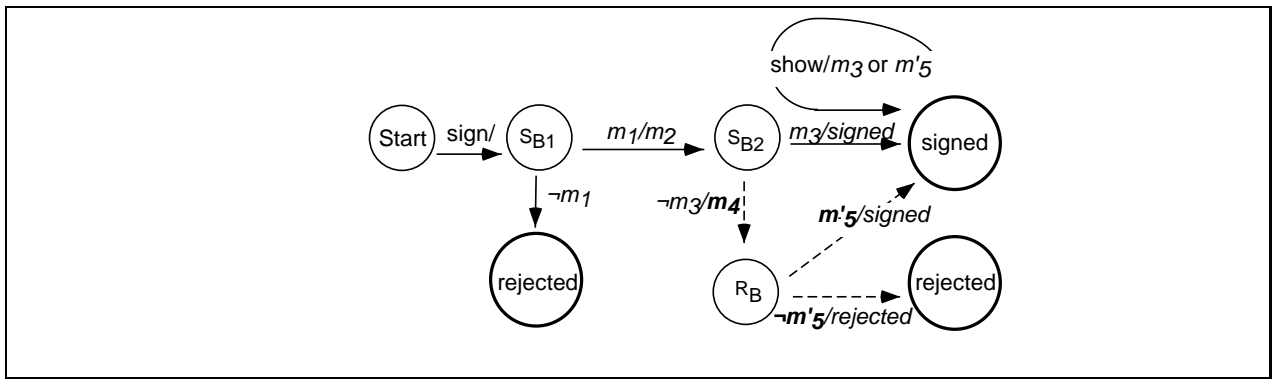 show/m3 or m'5
Start
sign/
SB1
m1/m2
SB2
m3/signed
signed
¬m1
¬m3/m4
m'5/signed
rejected
RB
¬m'5/rejected
rejected